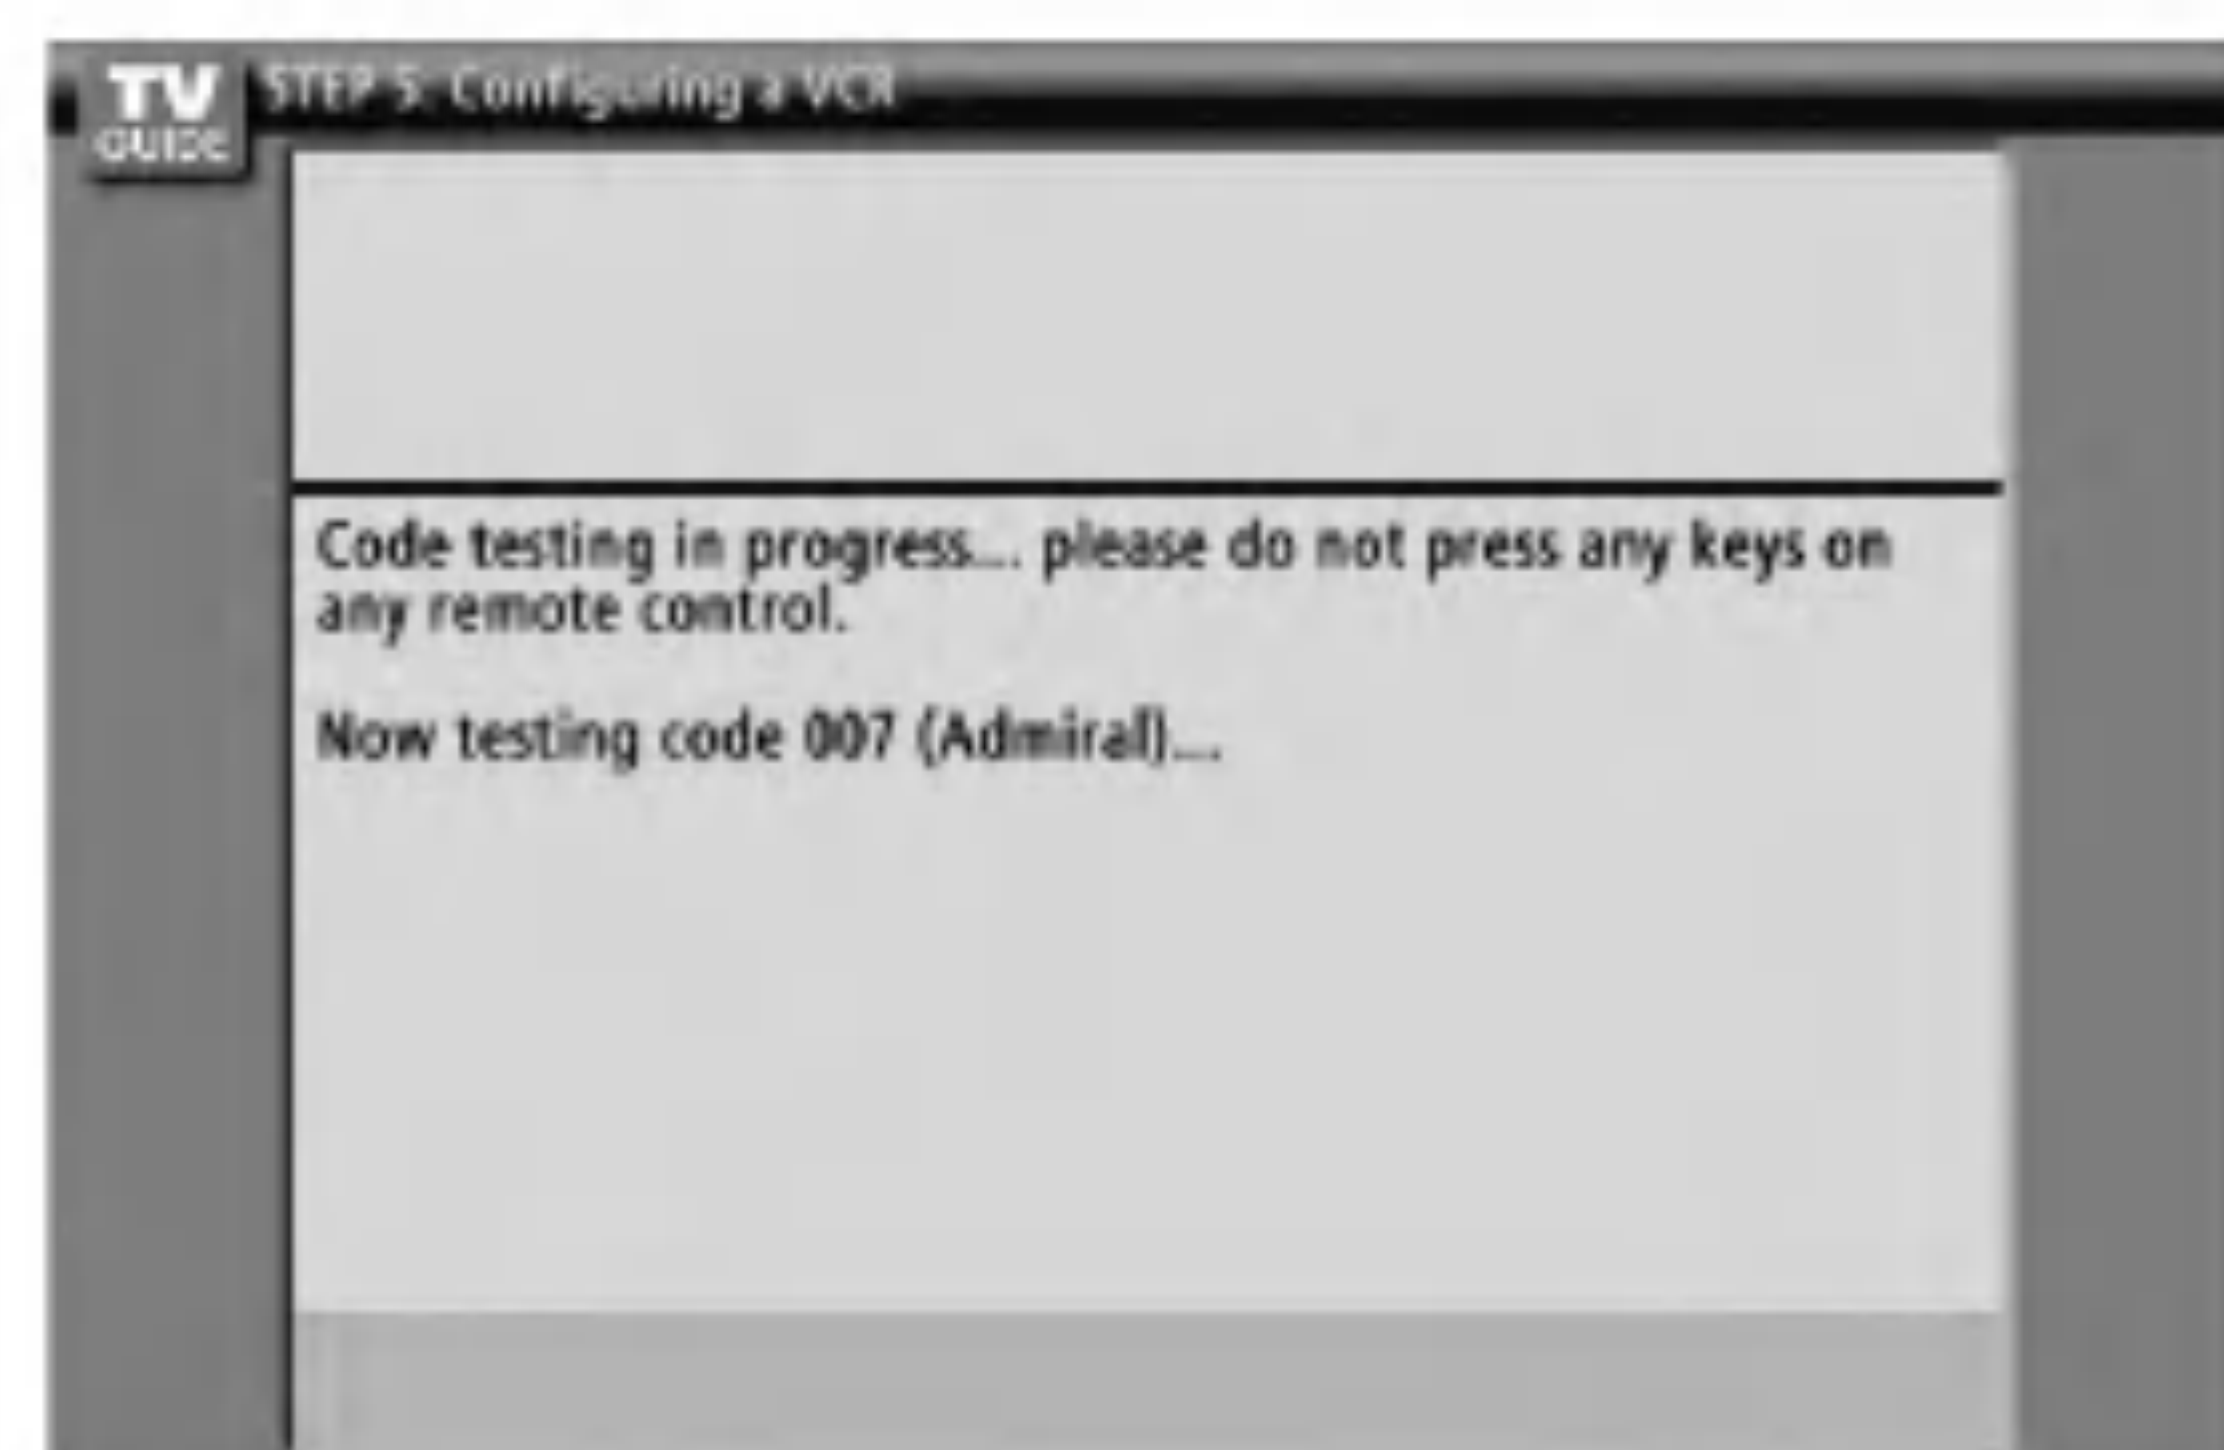 TV
GUIDE
STEP 5: Configuring a VCR
Code testing in progress... please do not press any keys on
any remote control.
Now testing code 007 (Admiral)...